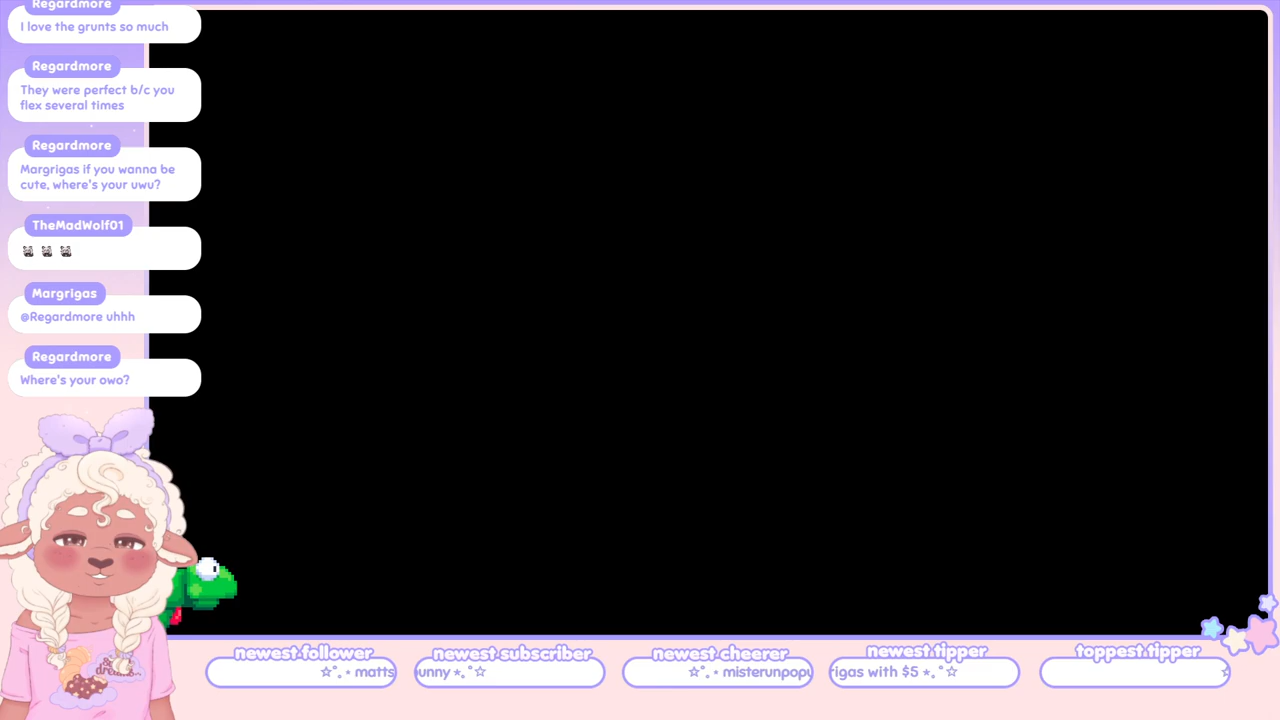 Regardmore
I love the grunts so much
Regardmore
They were perfect b/c you
flex several times
Regardmore
Margrigas if you wanna be
cute, where's your uwu?
TheMadWolf01
Margrigas
@Regardmore uhhh
Regardmore
Where's your owo?
newest follower
☆°。⋆ matts
newest subscriber
unny ⋆。°☆
newest cheerer
☆°。⋆ misterunpopu
newest tipper
rigas with $5 ⋆。°☆
toppest tipper